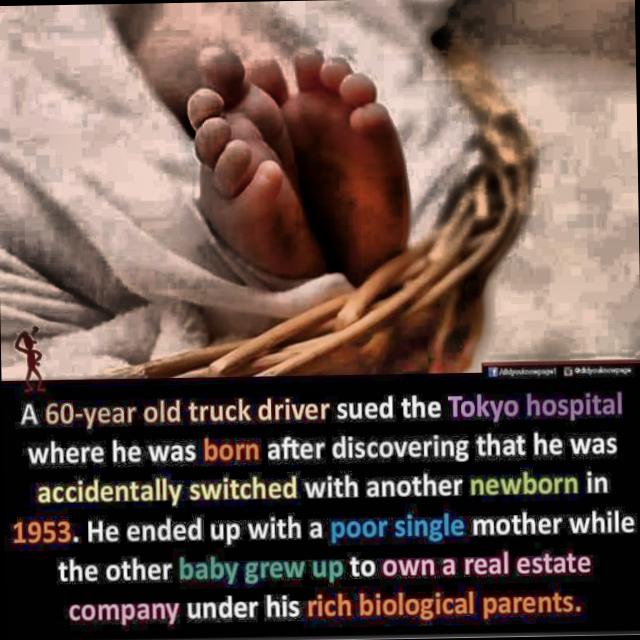 A 60-year old truck driver sued the Tokyo hospital
where he was born after discovering that he was
accidentally switched with another newborn in
1953. He ended up with a poor single mother while
the other baby grew up to own a real estate
company under his rich biological parents.